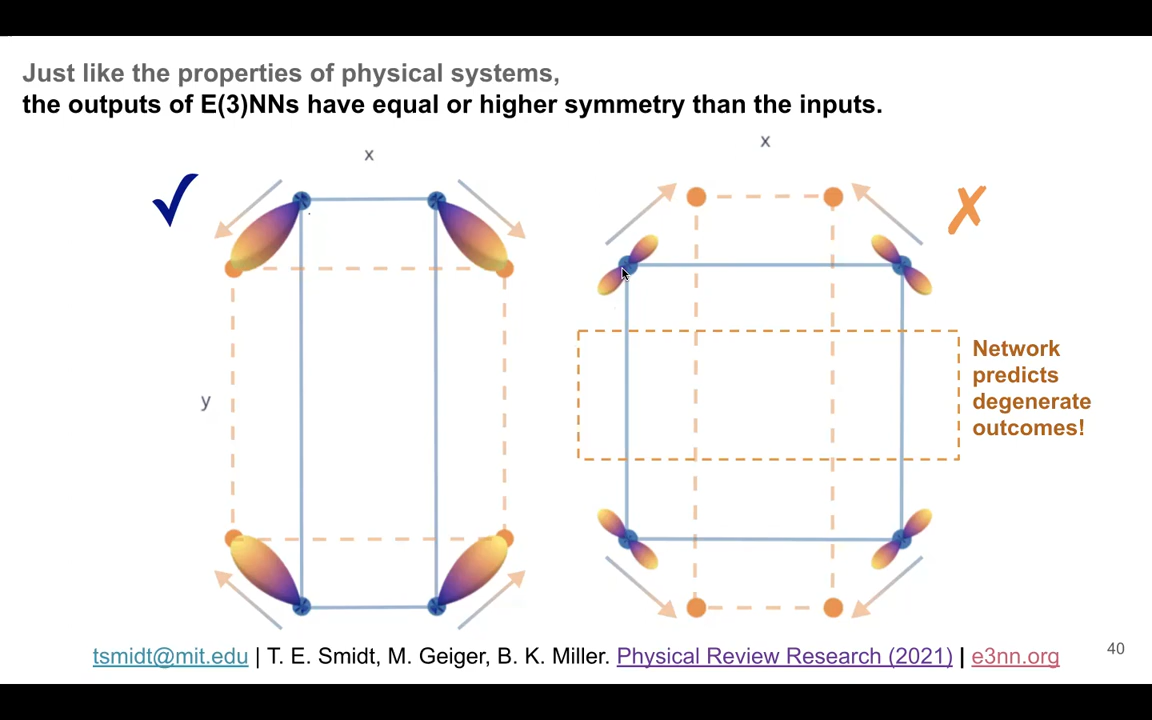 Just like the properties of physical systems,
the outputs of E(3)NNs have equal or higher symmetry than the inputs.
x
x
y
Network
predicts
degenerate
outcomes!
tsmidt@mit.edu | T. E. Smidt, M. Geiger, B. K. Miller. Physical Review Research (2021) | e3nn.org
40